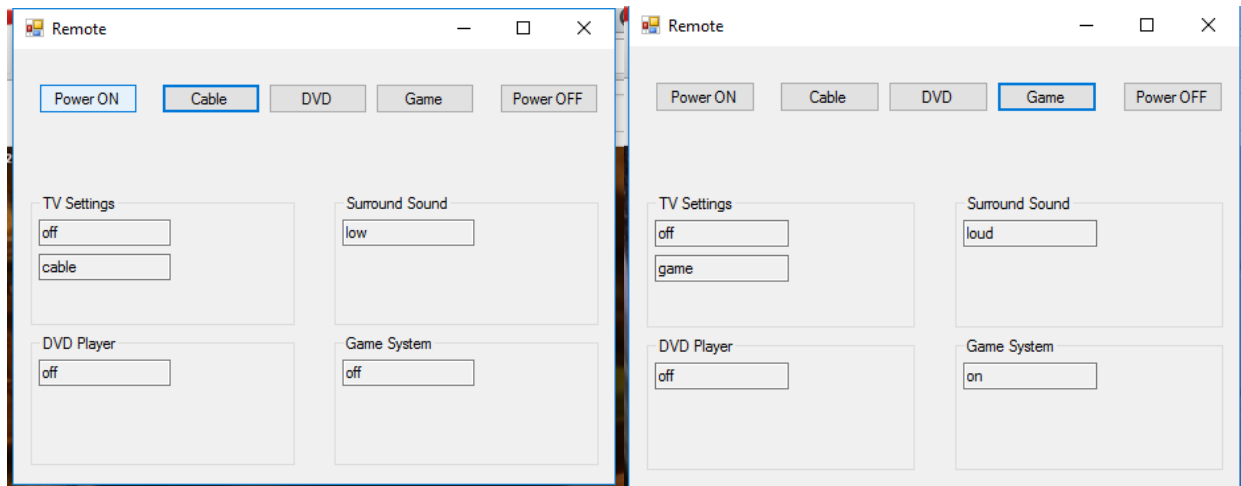 Remote
Power ON Cable DVD Game Power OFF
TV Settings Surround Sound
off low
cable
DVD Player Game System
off off
Remote
Power ON Cable DVD Game Power OFF
TV Settings Surround Sound
off loud
game
DVD Player Game System
off on